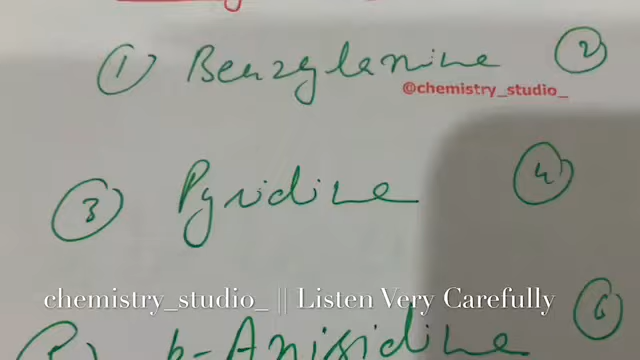 ① Benzylamine ②
@chemistry_studio_
③ Pyridine ④
chemistry_studio_ || Listen Very Carefully
⑥
p-Anisidine